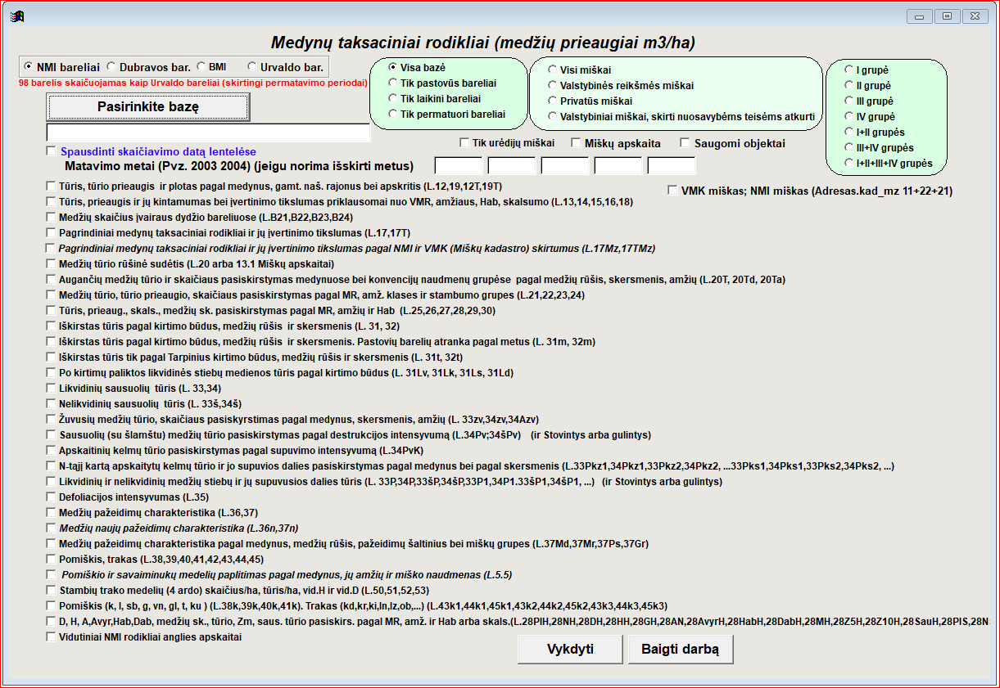 Medynų taksaciniai rodikliai (medžių prieaugiai m3/ha)
NMI bareliai Dubravos bar. BMI Urvaldo bar.
98 barelis skaičiuojamas kaip Urvaldo bareliai (skirtingi permatavimo periodai)
Pasirinkite bazę
Visa bazė
Tik pastovūs bareliai
Tik laikini bareliai
Tik permatuori bareliai
Visi miškai
Valstybinės reikšmės miškai
Privatūs miškai
Valstybiniai miškai, skirti nuosavybėms teisėms atkurti
I grupė
II grupė
III grupė
IV grupė
I+II grupės
III+IV grupės
I+II+III+IV grupės
Tik urėdijų miškai Miškų apskaita Saugomi objektai
Spausdinti skaičiavimo datą lentelėse
Matavimo metai (Pvz. 2003 2004) (jeigu norima išskirti metus)
VMK miškas; NMI miškas (Adresas.kad_mz 11+22+21)
Tūris, tūrio prieaugis ir plotas pagal medynus, gamt. naš. rajonus bei apskritis (L.12,19,12T,19T)
Tūris, prieaugis ir jų kintamumas bei įvertinimo tikslumas priklausomai nuo VMR, amžiaus, Hab, skalsumo (L.13,14,15,16,18)
Medžių skaičius įvairaus dydžio bareliuose (L.B21,B22,B23,B24)
Pagrindiniai medynų taksaciniai rodikliai ir jų įvertinimo tikslumas (L.17,17T)
Pagrindiniai medynų taksaciniai rodikliai ir jų įvertinimo tikslumas pagal NMI ir VMK (Miškų kadastro) skirtumus (L.17Mz,17TMz)
Medžių tūrio rūšinė sudėtis (L.20 arba 13.1 Miškų apskaitai)
Augančių medžių tūrio ir skaičiaus pasiskirstymas medynuose bei konvencijų naudmenų grupėse pagal medžių rūšis, skersmenis, amžių (L.20T, 20Td, 20Ta)
Medžių tūrio, tūrio prieaugio, skaičiaus pasiskirstymas pagal MR, amž. klases ir stambumo grupes (L.21,22,23,24)
Tūris, prieaug., skals., medžių sk. pasiskirstymas pagal MR, amžių ir Hab (L.25,26,27,28,29,30)
Iškirstas tūris pagal kirtimo būdus, medžių rūšis ir skersmenis (L. 31, 32)
Iškirstas tūris pagal kirtimo būdus, medžių rūšis ir skersmenis. Pastovių barelių atranka pagal metus (L. 31m, 32m)
Iškirstas tūris tik pagal Tarpinius kirtimo būdus, medžių rūšis ir skersmenis (L. 31t, 32t)
Po kirtimų paliktos likvidinės stiebų medienos tūris pagal kirtimo būdus (L. 31Lv, 31Lk, 31Ls, 31Ld)
Likvidinių sausuolių tūris (L. 33,34)
Nelikvidinių sausuolių tūris (L. 33š,34š)
Žuvusių medžių tūrio, skaičiaus pasiskyrstimas pagal medynus, skersmenis, amžių (L. 33zv,34zv,34Azv)
Sausuolių (su šlamštu) medžių tūrio pasiskirstymas pagal destrukcijos intensyvumą (L.34Pv;34šPv) (ir Stovintys arba gulintys)
Apskaitinių kelmų tūrio pasiskirstymas pagal supuvimo intensyvumą (L.34PvK)
N-tąjį kartą apskaitytų kelmų tūrio ir jo supuvios dalies pasiskirstymas pagal medynus bei pagal skersmenis (L.33Pkz1,34Pkz1,33Pkz2,34Pkz2, ...33Pks1,34Pks1,33Pks2,34Pks2, ...)
Likvidinių ir nelikvidinių medžių stiebų ir jų supuvusios dalies tūris (L. 33P,34P,33šP,34šP,33P1,34P1.33šP1,34šP1, ...) (ir Stovintys arba gulintys)
Defoliacijos intensyvumas (L.35)
Medžių pažeidimų charakteristika (L.36,37)
Medžių naujų pažeidimų charakteristika (L.36n,37n)
Medžių pažeidimų charakteristika pagal medynus, medžių rūšis, pažeidimų šaltinius bei miškų grupes (L.37Md,37Mr,37Ps,37Gr)
Pomiškis, trakas (L.38,39,40,41,42,43,44,45)
Pomiškio ir savaiminukų medelių paplitimas pagal medynus, jų amžių ir miško naudmenas (L.5.5)
Stambių trako medelių (4 ardo) skaičius/ha, tūris/ha, vid.H ir vid.D (L.50,51,52,53)
Pomiškis (k, l, sb, g, vn, gl, t, ku ) (L.38k,39k,40k,41k). Trakas (kd,kr,ki,ln,lz,ob,...) (L.43k1,44k1,45k1,43k2,44k2,45k2,43k3,44k3,45k3)
D, H, A,Avyr,Hab,Dab, medžių sk., tūrio, Zm, saus. tūrio pasiskirs. pagal MR, amž. ir Hab arba skals.(L.28PlH,28NH,28DH,28HH,28GH,28AN,28AvyrH,28HabH,28DabH,28MH,28Z5H,28Z10H,28SauH,28PlS,28NS
Vidutiniai NMI rodikliai anglies apskaitai
Vykdyti Baigti darbą